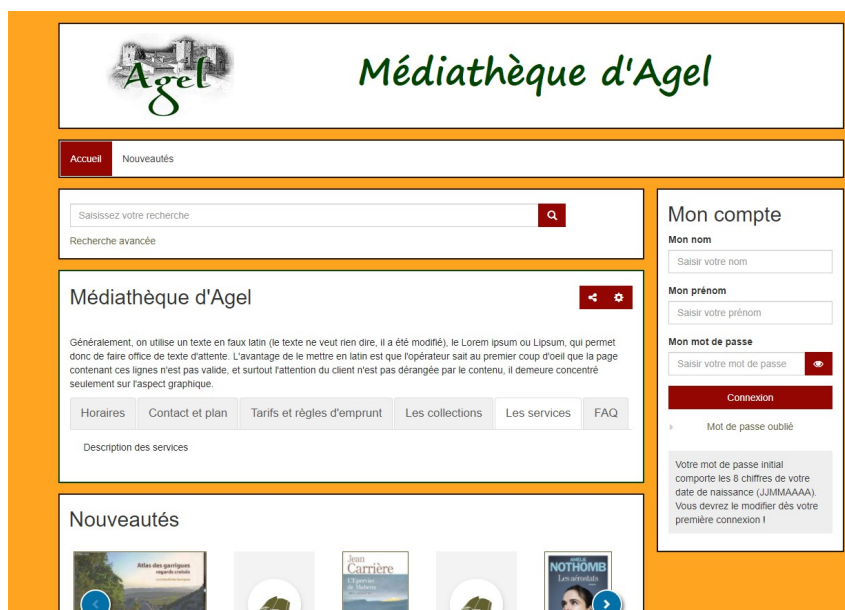 Agel
Médiathèque d'Agel
Accueil
Nouveautés
Saisissez votre recherche
Recherche avancée
Médiathèque d'Agel
Généralement, on utilise un texte en faux latin (le texte ne veut rien dire, il a été modifié), le Lorem ipsum ou Lipsum, qui permet
donc de faire office de texte d'attente. L'avantage de le mettre en latin est que l'opérateur sait au premier coup d'oeil que la page
contenant ces lignes n'est pas valide, et surtout l'attention du client n'est pas dérangée par le contenu, il demeure concentré
seulement sur l'aspect graphique.
Horaires
Contact et plan
Tarifs et règles d'emprunt
Les collections
Les services
FAQ
Description des services
Mon compte
Mon nom
Saisir votre nom
Mon prénom
Saisir votre prénom
Mon mot de passe
Saisir votre mot de passe
Connexion
Mot de passe oublié
Votre mot de passe initial
comporte les 8 chiffres de votre
date de naissance (JJMMAAAA).
Vous devrez le modifier dès votre
première connexion !
Nouveautés
Atlas des garrigues
regards croisés
Jean
Carrière
L'Épervier
de Maheux
AMÉLIE
NOTHOMB
Les aérostats